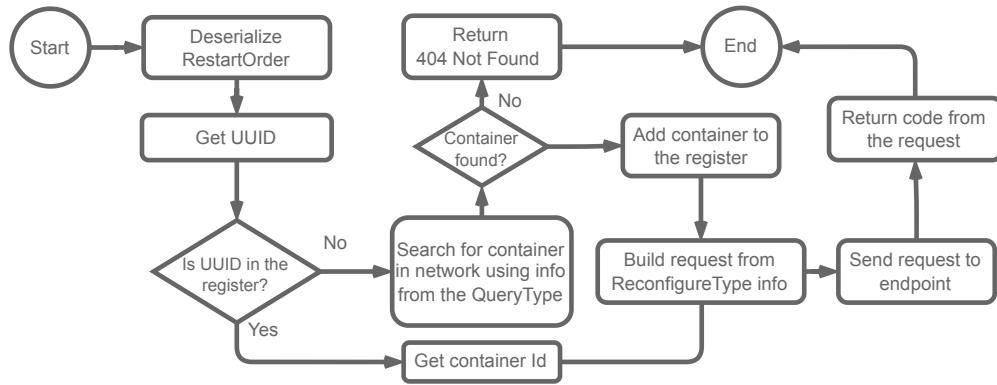 Start
Deserialize
RestartOrder
Get UUID
Is UUID in the
register?
No
Yes
Search for container
in network using info
from the QueryType
Container
found?
No
Return
404 Not Found
End
Add container to
the register
Get container Id
Build request from
ReconfigureType info
Send request to
endpoint
Return code from
the request